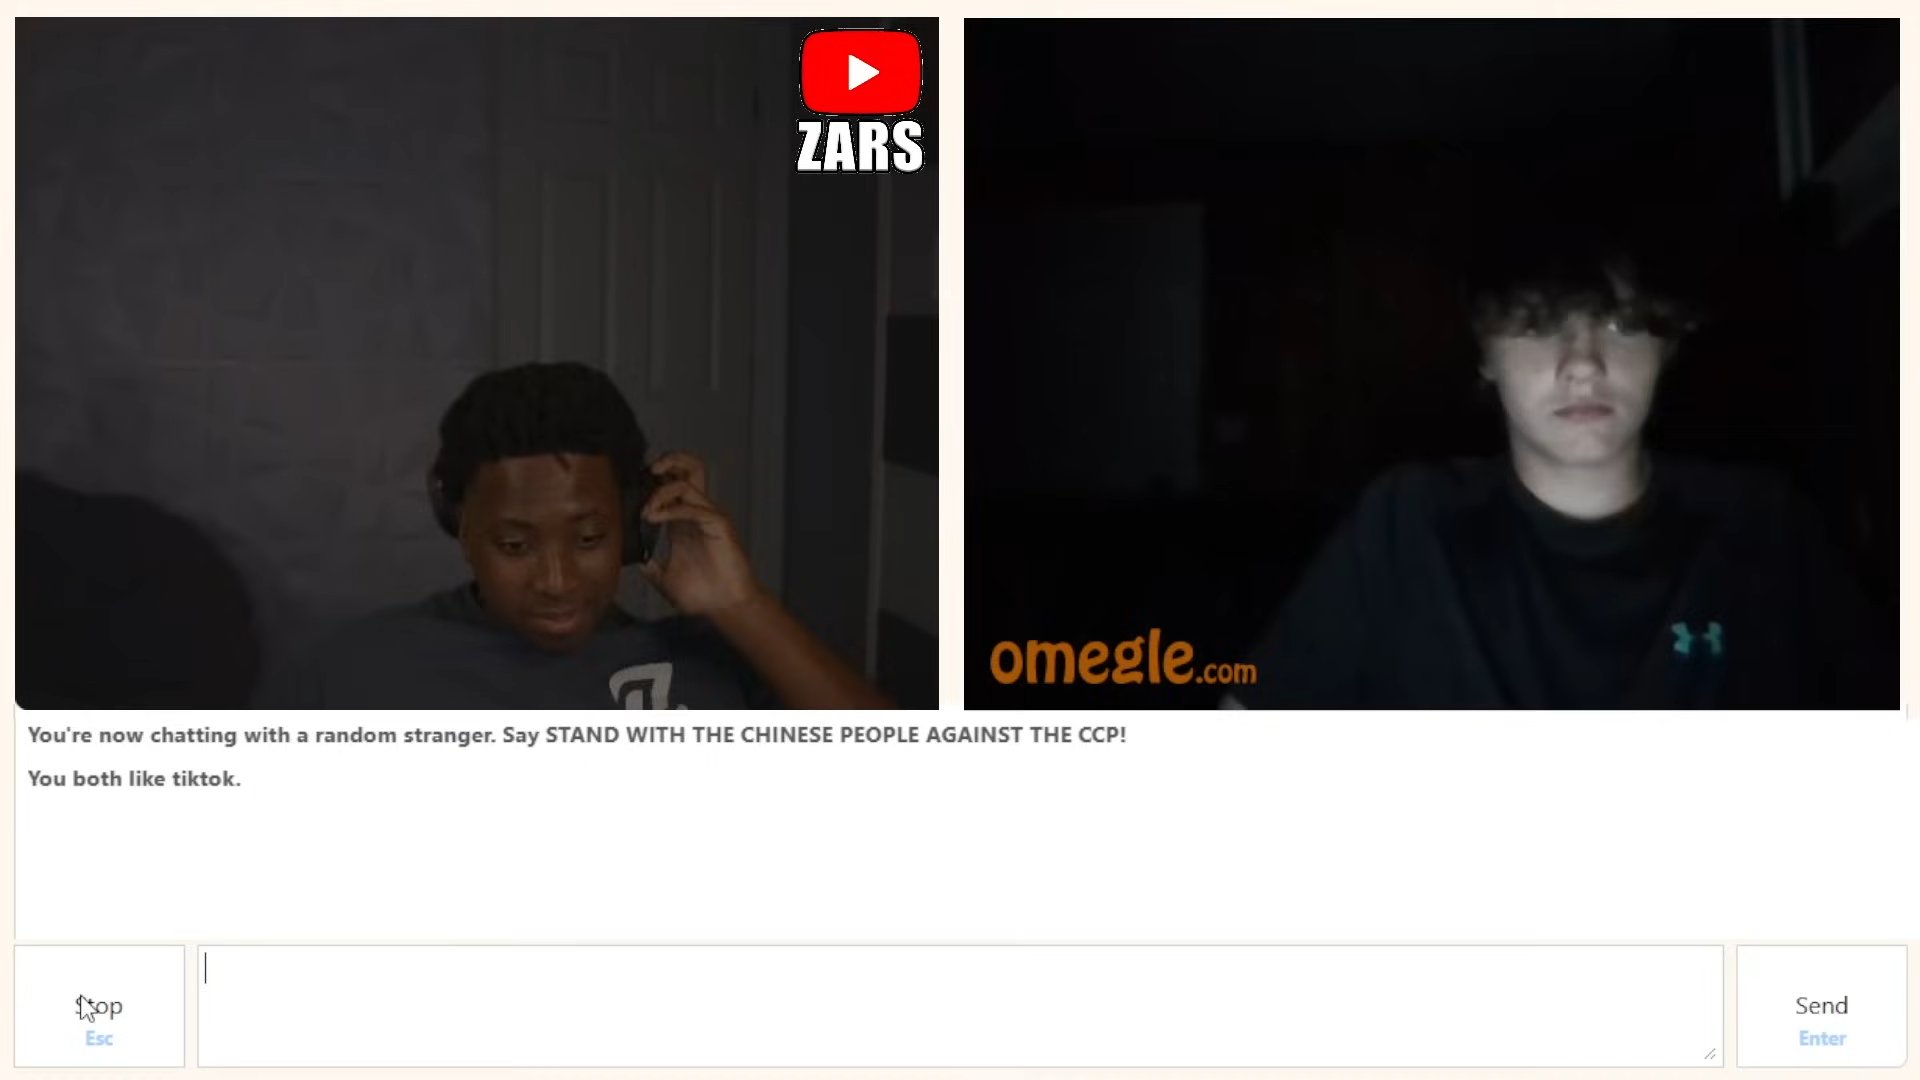 ZARS
omegle.com
You're now chatting with a random stranger. Say STAND WITH THE CHINESE PEOPLE AGAINST THE CCP!
You both like tiktok.
Stop
Esc
Send
Enter